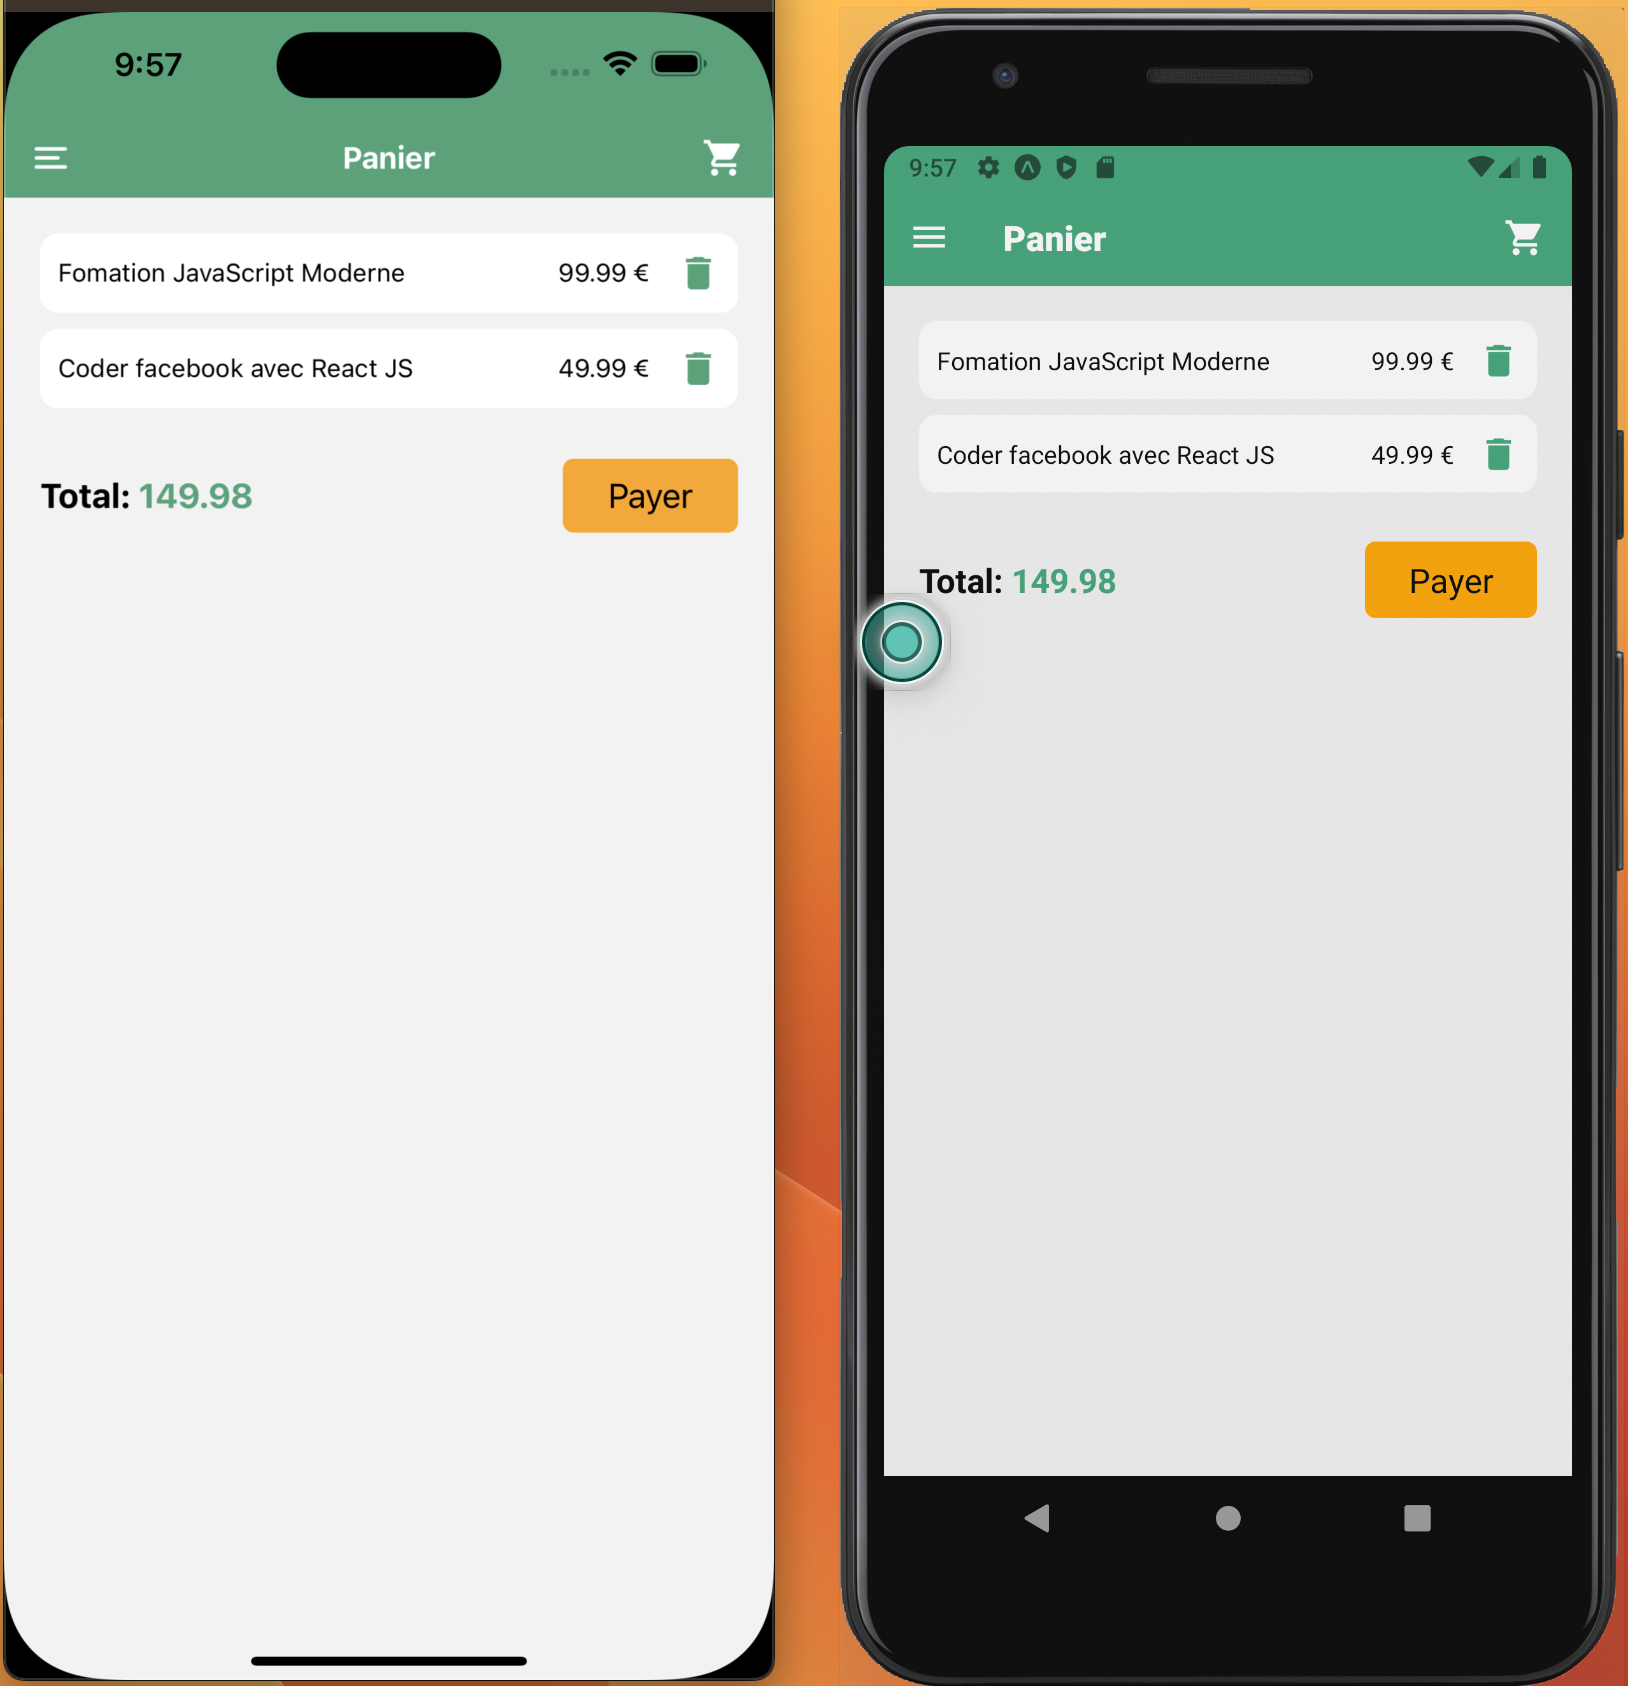 9:57
Panier
Fomation JavaScript Moderne 99.99 €
Coder facebook avec React JS 49.99 €
Total: 149.98 Payer
9:57
Panier
Fomation JavaScript Moderne 99.99 €
Coder facebook avec React JS 49.99 €
Total: 149.98 Payer